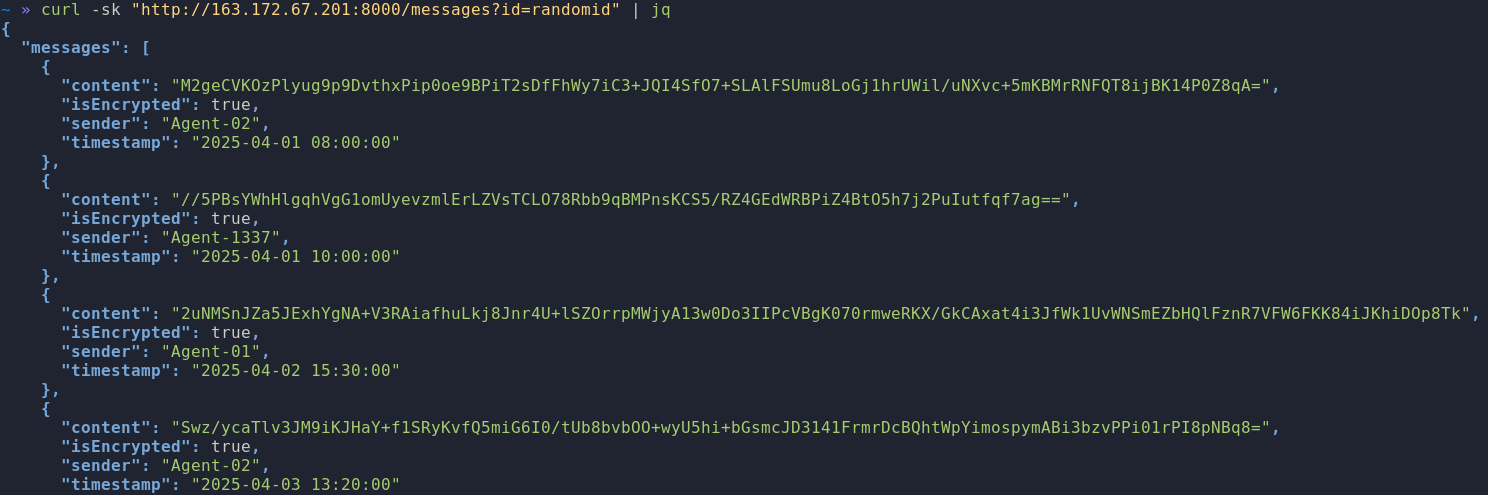 ~ » curl -sk "http://163.172.67.201:8000/messages?id=randomid" | jq
{
  "messages": [
    {
      "content": "M2geCVKOzPlyug9p9DvthxPip0oe9BPiT2sDfFhWy7iC3+JQI4SfO7+SLAlFSUmu8LoGj1hrUWil/uNXvc+5mKBMrRNFQT8ijBK14P0Z8qA=",
      "isEncrypted": true,
      "sender": "Agent-02",
      "timestamp": "2025-04-01 08:00:00"
    },
    {
      "content": "//5PBsYWhHlgqhVgG1omUyevzmlErLZVsTCLO78Rbb9qBMPnsKCS5/RZ4GEdWRBPiZ4BtO5h7j2PuIutfqf7ag==",
      "isEncrypted": true,
      "sender": "Agent-1337",
      "timestamp": "2025-04-01 10:00:00"
    },
    {
      "content": "2uNMSnJZa5JExhYgNA+V3RAiafhuLkj8Jnr4U+lSZOrrpMWjyA13w0Do3IIPcVBgK070rmweRKX/GkCAxat4i3JfWk1UvWNSmEZbHQlFznR7VFW6FKK84iJKhiDOp8Tk",
      "isEncrypted": true,
      "sender": "Agent-01",
      "timestamp": "2025-04-02 15:30:00"
    },
    {
      "content": "Swz/ycaTlv3JM9iKJHaY+f1SRyKvfQ5miG6I0/tUb8bvbOO+wyU5hi+bGsmcJD3141FrmrDcBQhtWpYimospymABi3bzvPPi01rPI8pNBq8=",
      "isEncrypted": true,
      "sender": "Agent-02",
      "timestamp": "2025-04-03 13:20:00"